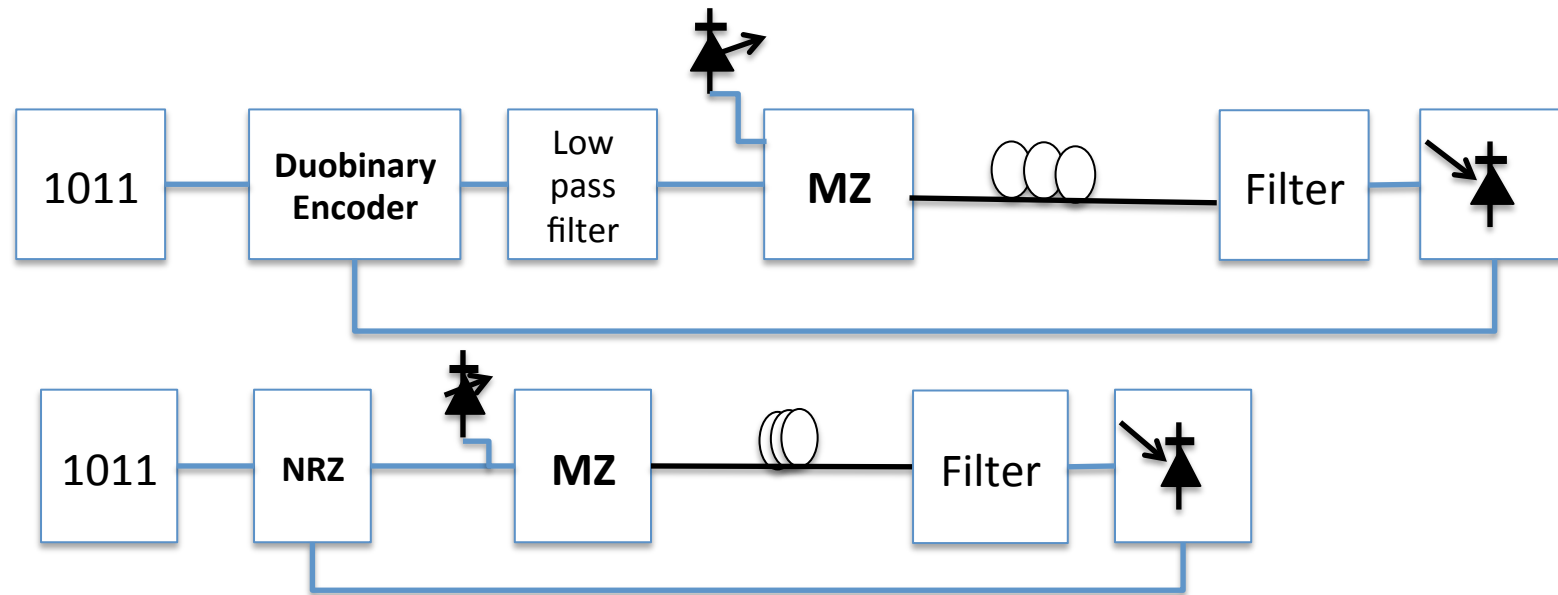 1011
Duobinary
Encoder
Low
pass
filter
MZ
Filter
1011
NRZ
MZ
Filter